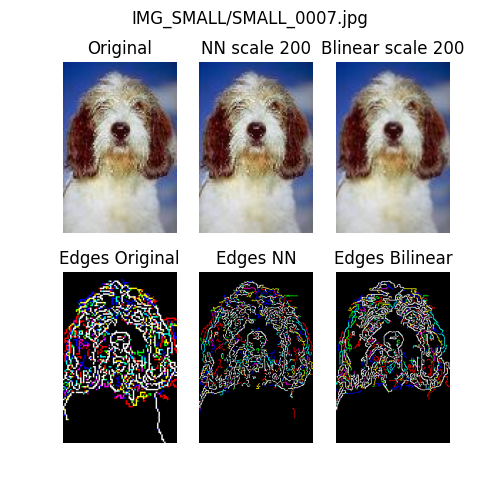 IMG_SMALL/SMALL_0007.jpg
Original
NN scale 200
Blinear scale 200
Edges Original
Edges NN
Edges Bilinear